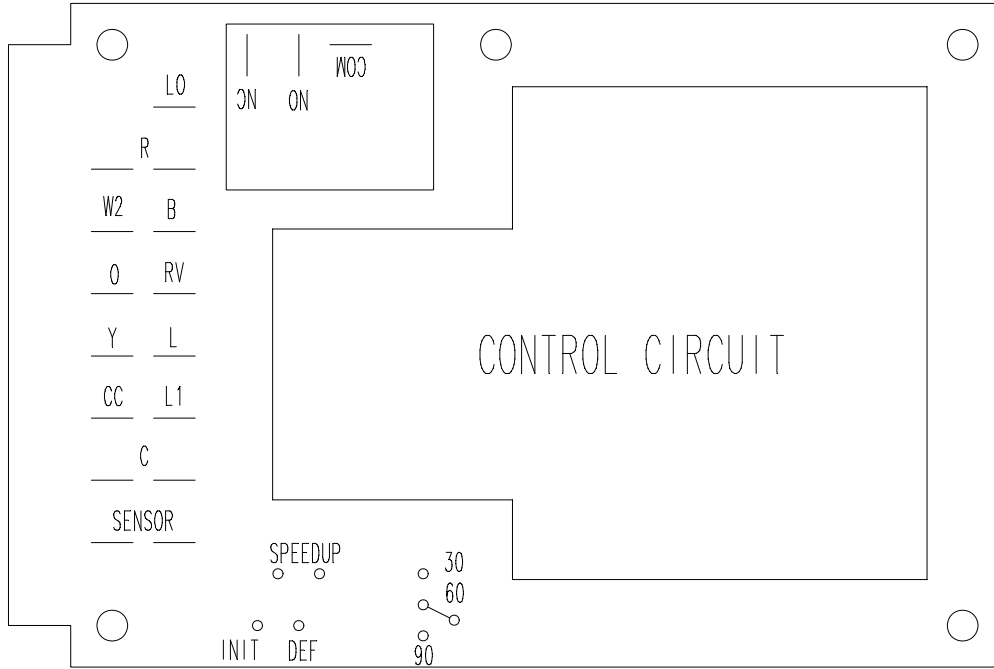 COM
NC NO
LO
R
W2 B
O RV
Y L
CC L1
C
SENSOR
CONTROL CIRCUIT
SPEEDUP
30
60
90
INIT DEF